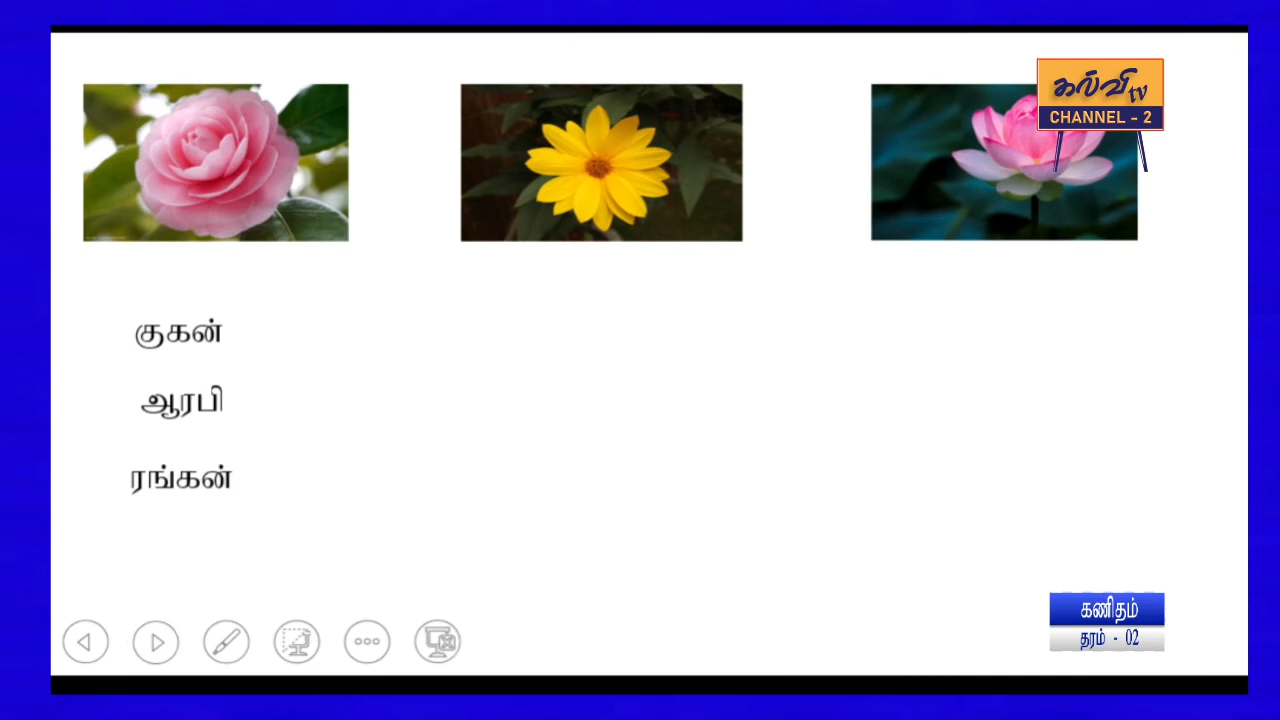 கல்வி tv
CHANNEL - 2
குகன்
ஆரபி
ரங்கன்
கணிதம்
தரம் - 02